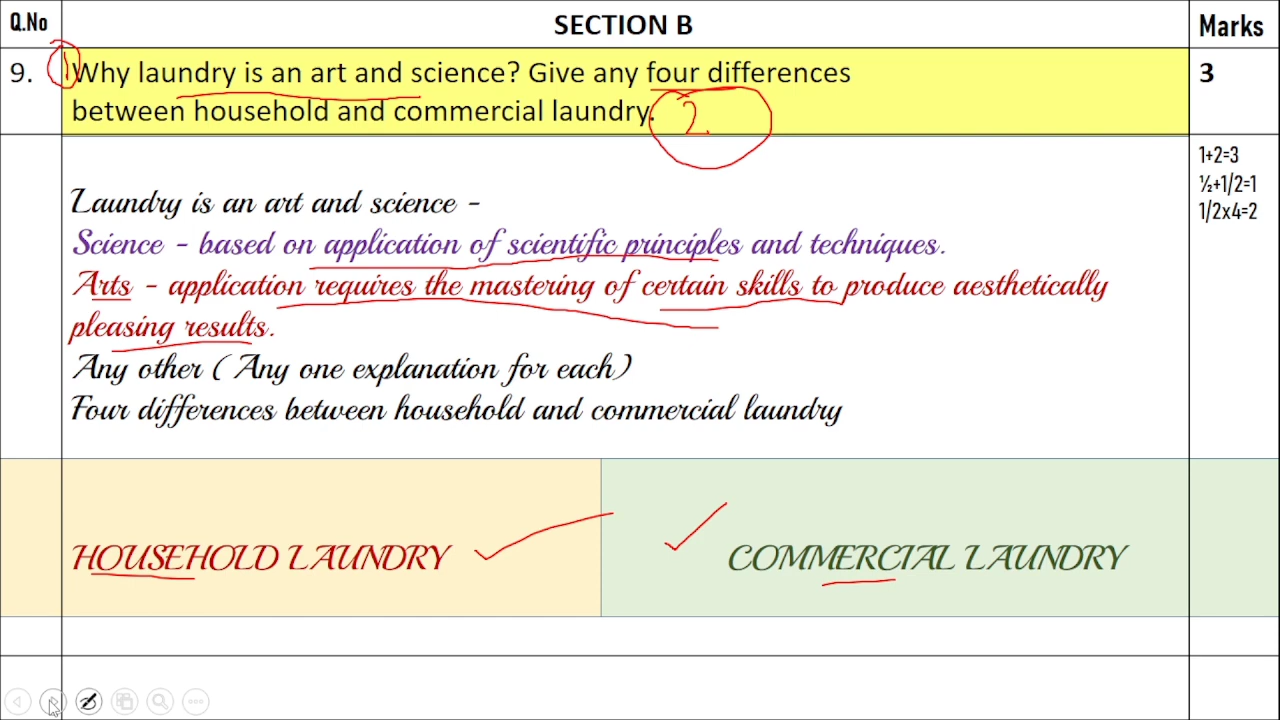 Q.No SECTION B Marks
9. Why laundry is an art and science? Give any four differences 3
between household and commercial laundry.
1
2
1+2=3
½+1/2=1
1/2x4=2
Laundry is an art and science -
Science - based on application of scientific principles and techniques.
Arts - application requires the mastering of certain skills to produce aesthetically
pleasing results.
Any other ( Any one explanation for each)
Four differences between household and commercial laundry
HOUSEHOLD LAUNDRY COMMERCIAL LAUNDRY